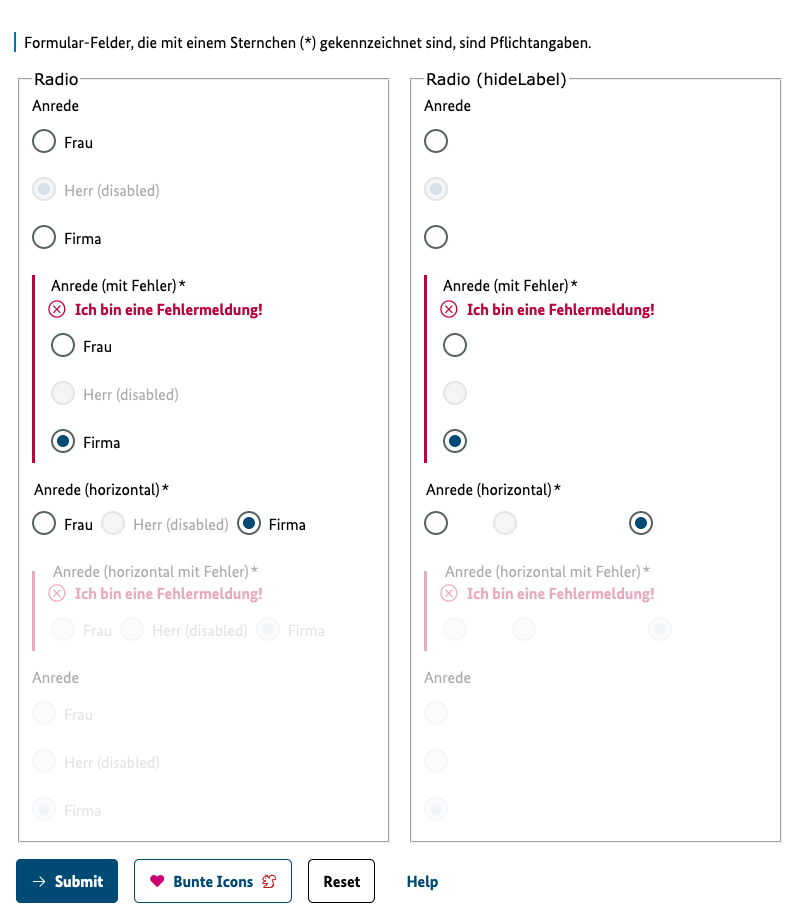 Formular-Felder, die mit einem Sternchen (*) gekennzeichnet sind, sind Pflichtangaben.
Radio
Anrede
Frau
Herr (disabled)
Firma
Anrede (mit Fehler)*
Ich bin eine Fehlermeldung!
Frau
Herr (disabled)
Firma
Anrede (horizontal)*
Frau Herr (disabled) Firma
Anrede (horizontal mit Fehler)*
Ich bin eine Fehlermeldung!
Frau Herr (disabled) Firma
Anrede
Frau
Herr (disabled)
Firma
Radio (hideLabel)
Anrede
Anrede (mit Fehler)*
Ich bin eine Fehlermeldung!
Anrede (horizontal)*
Anrede (horizontal mit Fehler)*
Ich bin eine Fehlermeldung!
Anrede
Submit Bunte Icons Reset Help